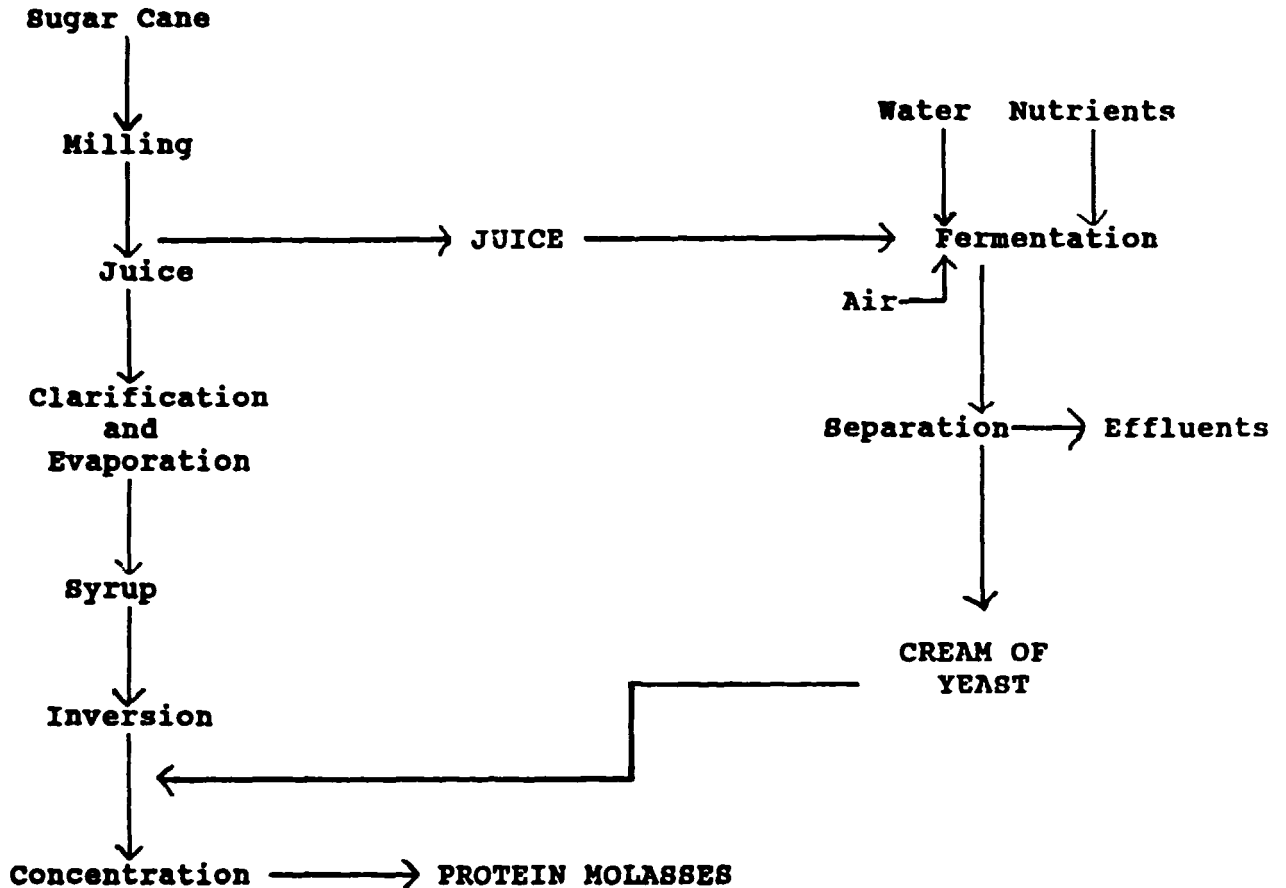 Sugar Cane
Water Nutrients
Milling
JUICE
Fermentation
Juice
Air
Clarification
and
Evaporation
Separation
Effluents
Syrup
CREAM OF
YEAST
Inversion
Concentration
PROTEIN MOLASSES